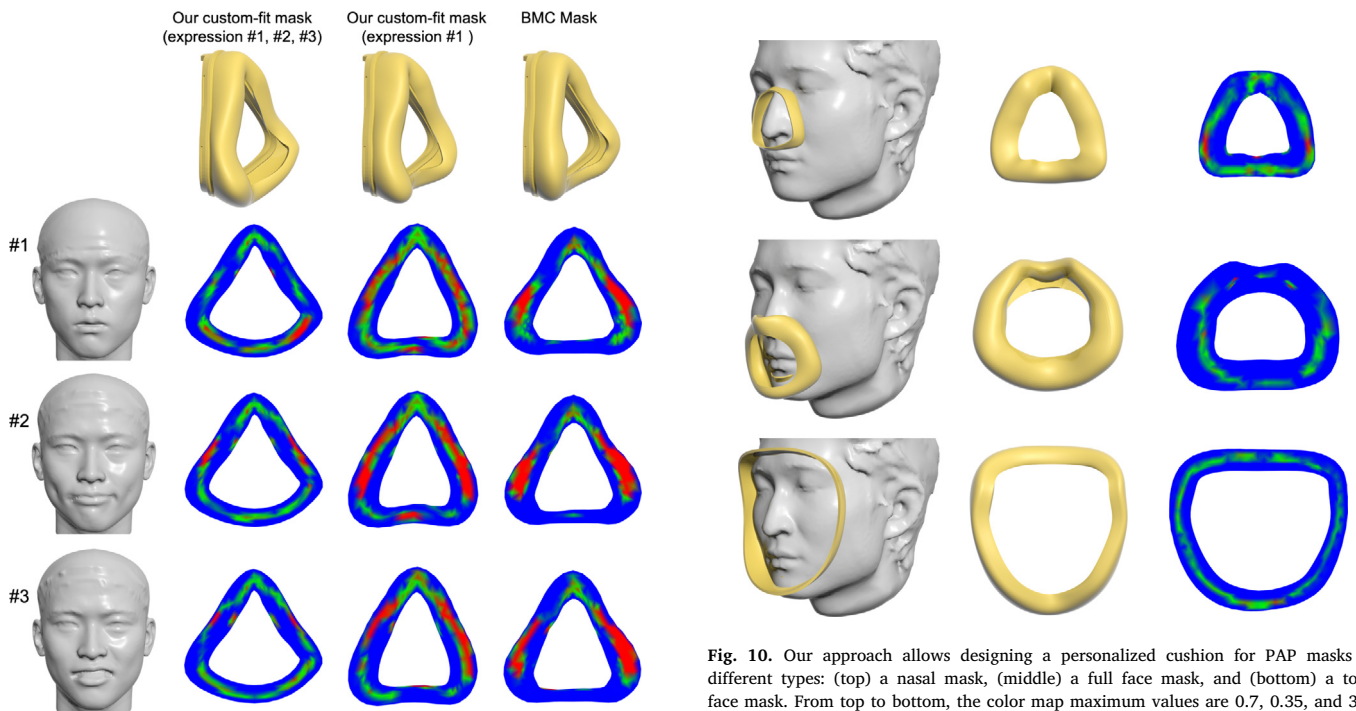 Our custom-fit mask
(expression #1, #2, #3)
Our custom-fit mask
(expression #1 )
BMC Mask
#1
#2
#3
Fig. 10. Our approach allows designing a personalized cushion for PAP masks
different types: (top) a nasal mask, (middle) a full face mask, and (bottom) a to
face mask. From top to bottom, the color map maximum values are 0.7, 0.35, and 3